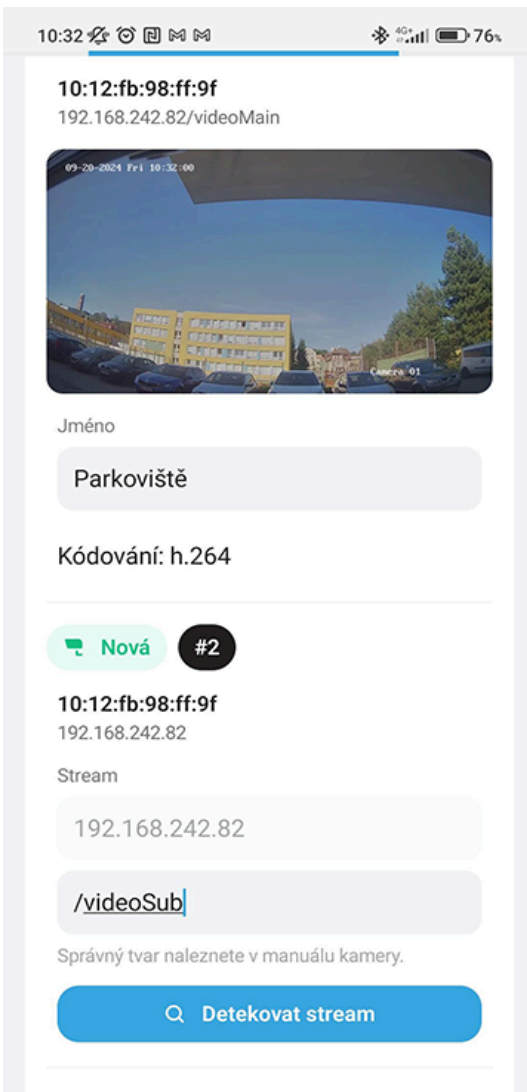 10:32
4G+
76%
10:12:fb:98:ff:9f
192.168.242.82/videoMain
09-20-2024 Fri 10:32:00
Camera 01
Jméno
Parkoviště
Kódování: h.264
Nová
#2
10:12:fb:98:ff:9f
192.168.242.82
Stream
192.168.242.82
/videoSub
Správný tvar naleznete v manuálu kamery.
Detekovat stream